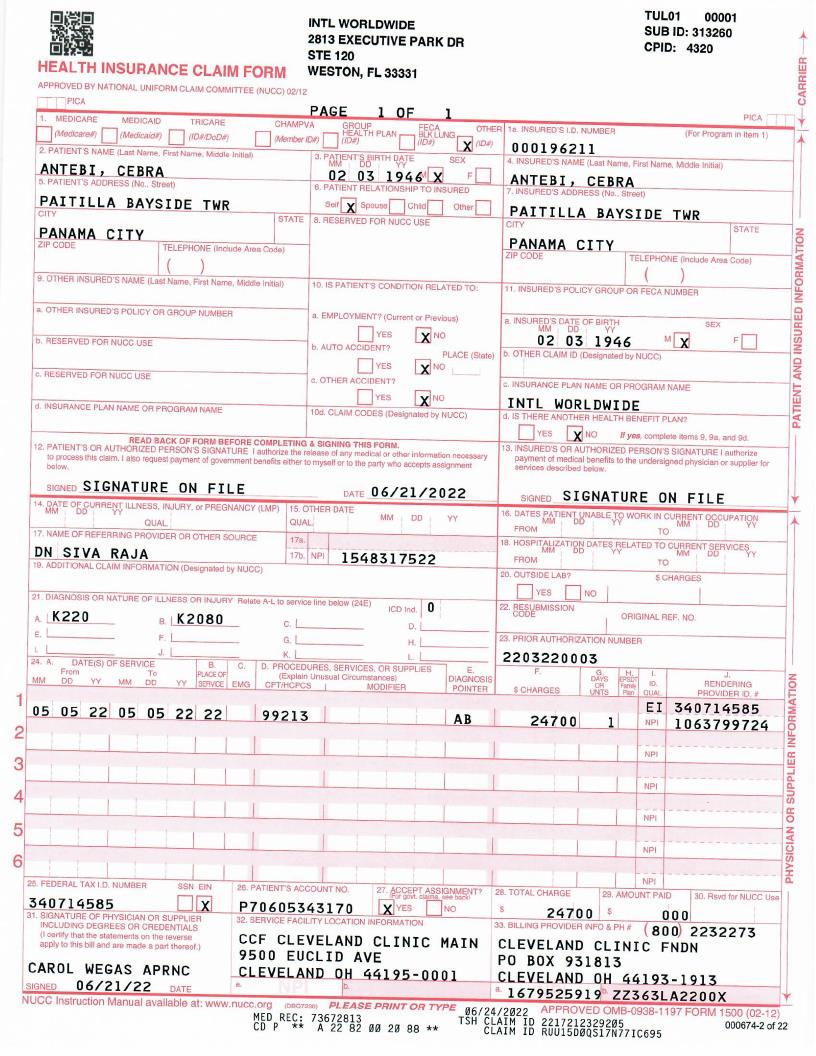 INTL WORLDWIDE
2813 EXECUTIVE PARK DR
STE 120
WESTON, FL 33331
TUL01 00001
SUB ID: 313260
CPID: 4320
HEALTH INSURANCE CLAIM FORM
APPROVED BY NATIONAL UNIFORM CLAIM COMMITTEE (NUCC) 02/12
PICA
PAGE 1 OF 1
PICA
CARRIER
1. MEDICARE MEDICAID TRICARE CHAMPVA GROUP HEALTH PLAN FECA BLK LUNG OTHER
(Medicare#) (Medicaid#) (ID#/DoD#) (Member ID#) (ID#) (ID#) X (ID#)
1a. INSURED'S I.D. NUMBER (For Program in Item 1)
000196211
2. PATIENT'S NAME (Last Name, First Name, Middle Initial)
ANTEBI, CEBRA
3. PATIENT'S BIRTH DATE SEX
MM DD YY
02 03 1946 M X F
4. INSURED'S NAME (Last Name, First Name, Middle Initial)
ANTEBI, CEBRA
5. PATIENT'S ADDRESS (No., Street)
PAITILLA BAYSIDE TWR
6. PATIENT RELATIONSHIP TO INSURED
Self X Spouse Child Other
7. INSURED'S ADDRESS (No., Street)
PAITILLA BAYSIDE TWR
CITY STATE
PANAMA CITY
8. RESERVED FOR NUCC USE
CITY STATE
PANAMA CITY
ZIP CODE TELEPHONE (Include Area Code)
( )
ZIP CODE TELEPHONE (Include Area Code)
( )
9. OTHER INSURED'S NAME (Last Name, First Name, Middle Initial)
10. IS PATIENT'S CONDITION RELATED TO:
11. INSURED'S POLICY GROUP OR FECA NUMBER
a. OTHER INSURED'S POLICY OR GROUP NUMBER
a. EMPLOYMENT? (Current or Previous)
YES X NO
a. INSURED'S DATE OF BIRTH SEX
MM DD YY
02 03 1946 M X F
b. RESERVED FOR NUCC USE
b. AUTO ACCIDENT? PLACE (State)
YES X NO
b. OTHER CLAIM ID (Designated by NUCC)
c. RESERVED FOR NUCC USE
c. OTHER ACCIDENT?
YES X NO
c. INSURANCE PLAN NAME OR PROGRAM NAME
INTL WORLDWIDE
d. INSURANCE PLAN NAME OR PROGRAM NAME
10d. CLAIM CODES (Designated by NUCC)
d. IS THERE ANOTHER HEALTH BENEFIT PLAN?
YES X NO If yes, complete items 9, 9a, and 9d.
READ BACK OF FORM BEFORE COMPLETING & SIGNING THIS FORM.
12. PATIENT'S OR AUTHORIZED PERSON'S SIGNATURE I authorize the release of any medical or other information necessary
to process this claim. I also request payment of government benefits either to myself or to the party who accepts assignment
below.
SIGNED SIGNATURE ON FILE DATE 06/21/2022
13. INSURED'S OR AUTHORIZED PERSON'S SIGNATURE I authorize
payment of medical benefits to the undersigned physician or supplier for
services described below.
SIGNED SIGNATURE ON FILE
PATIENT AND INSURED INFORMATION
14. DATE OF CURRENT ILLNESS, INJURY, or PREGNANCY (LMP)
MM DD YY
QUAL.
15. OTHER DATE
QUAL. MM DD YY
16. DATES PATIENT UNABLE TO WORK IN CURRENT OCCUPATION
MM DD YY MM DD YY
FROM TO
17. NAME OF REFERRING PROVIDER OR OTHER SOURCE
DN SIVA RAJA
17a.
17b. NPI 1548317522
18. HOSPITALIZATION DATES RELATED TO CURRENT SERVICES
MM DD YY MM DD YY
FROM TO
19. ADDITIONAL CLAIM INFORMATION (Designated by NUCC)
20. OUTSIDE LAB? $ CHARGES
YES NO
21. DIAGNOSIS OR NATURE OF ILLNESS OR INJURY Relate A-L to service line below (24E) ICD Ind. 0
A. K220 B. K2080 C. D.
E. F. G. H.
I. J. K. L.
22. RESUBMISSION CODE ORIGINAL REF. NO.
23. PRIOR AUTHORIZATION NUMBER
2203220003
24. A. DATE(S) OF SERVICE B. C. D. PROCEDURES, SERVICES, OR SUPPLIES E. F. G. H. I. J.
From To PLACE OF (Explain Unusual Circumstances) DIAGNOSIS DAYS OR EPSDT Family ID. RENDERING
MM DD YY MM DD YY SERVICE EMG CPT/HCPCS MODIFIER POINTER $ CHARGES UNITS Plan QUAL. PROVIDER ID. #
1 EI 340714585
05 05 22 05 05 22 22 99213 AB 24700 1 NPI 1063799724
2
NPI
3
NPI
4
NPI
5
NPI
6
NPI
PHYSICIAN OR SUPPLIER INFORMATION
25. FEDERAL TAX I.D. NUMBER SSN EIN
340714585 X
26. PATIENT'S ACCOUNT NO.
P70605343170
27. ACCEPT ASSIGNMENT?
(For govt. claims, see back)
X YES NO
28. TOTAL CHARGE
$ 24700
29. AMOUNT PAID
$ 000
30. Rsvd for NUCC Use
31. SIGNATURE OF PHYSICIAN OR SUPPLIER
INCLUDING DEGREES OR CREDENTIALS
(I certify that the statements on the reverse
apply to this bill and are made a part thereof.)
CAROL WEGAS APRNC
SIGNED 06/21/22 DATE
32. SERVICE FACILITY LOCATION INFORMATION
CCF CLEVELAND CLINIC MAIN
9500 EUCLID AVE
CLEVELAND OH 44195-0001
a. NPI b.
33. BILLING PROVIDER INFO & PH # (800) 2232273
CLEVELAND CLINIC FNDN
PO BOX 931813
CLEVELAND OH 44193-1913
a. 1679525919 b. ZZ363LA2200X
NUCC Instruction Manual available at: www.nucc.org PLEASE PRINT OR TYPE APPROVED OMB-0938-1197 FORM 1500 (02-12)
06/24/2022
MED REC: 73672813 TSH CLAIM ID 2217212329205
CD P ** A 22 82 00 20 88 ** CLAIM ID RUU15D0QS17N77IC695
000674-2 of 22